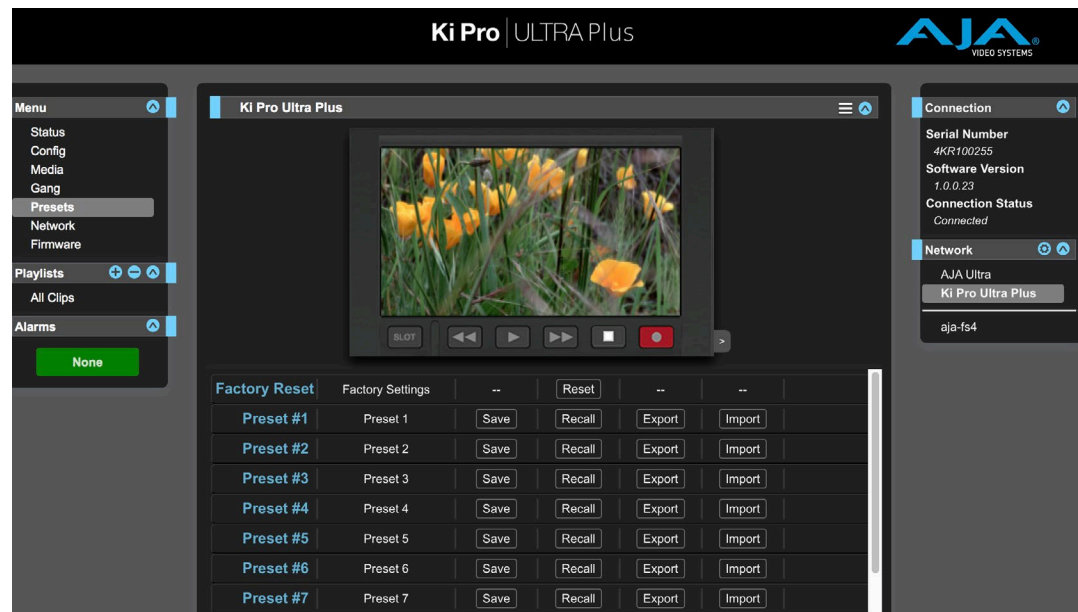 Ki Pro ULTRA Plus
AJA
VIDEO SYSTEMS
Menu
Status
Config
Media
Gang
Presets
Network
Firmware
Playlists
All Clips
Alarms
None
Ki Pro Ultra Plus
SLOT
>
Factory Reset Factory Settings -- Reset -- --
Preset #1 Preset 1 Save Recall Export Import
Preset #2 Preset 2 Save Recall Export Import
Preset #3 Preset 3 Save Recall Export Import
Preset #4 Preset 4 Save Recall Export Import
Preset #5 Preset 5 Save Recall Export Import
Preset #6 Preset 6 Save Recall Export Import
Preset #7 Preset 7 Save Recall Export Import
Connection
Serial Number
4KR100255
Software Version
1.0.0.23
Connection Status
Connected
Network
AJA Ultra
Ki Pro Ultra Plus
aja-fs4